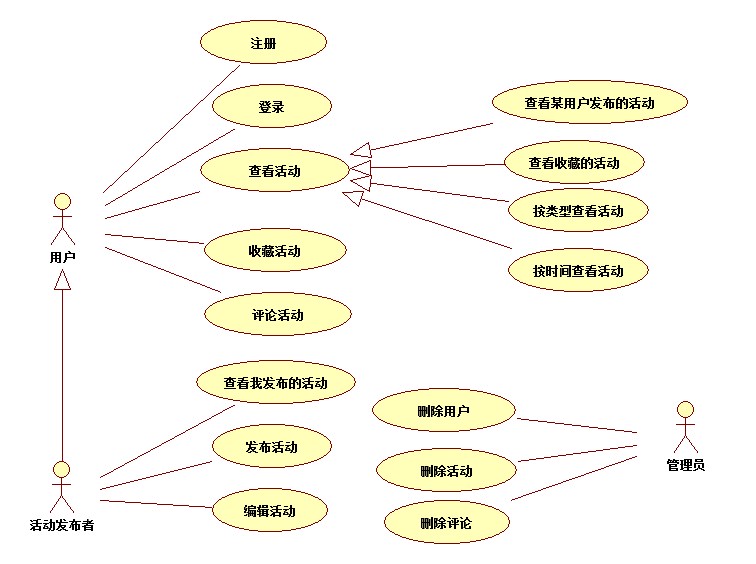 注册
登录
查看活动
收藏活动
评论活动
查看某用户发布的活动
查看收藏的活动
按类型查看活动
按时间查看活动
用户
查看我发布的活动
发布活动
编辑活动
活动发布者
删除用户
删除活动
删除评论
管理员